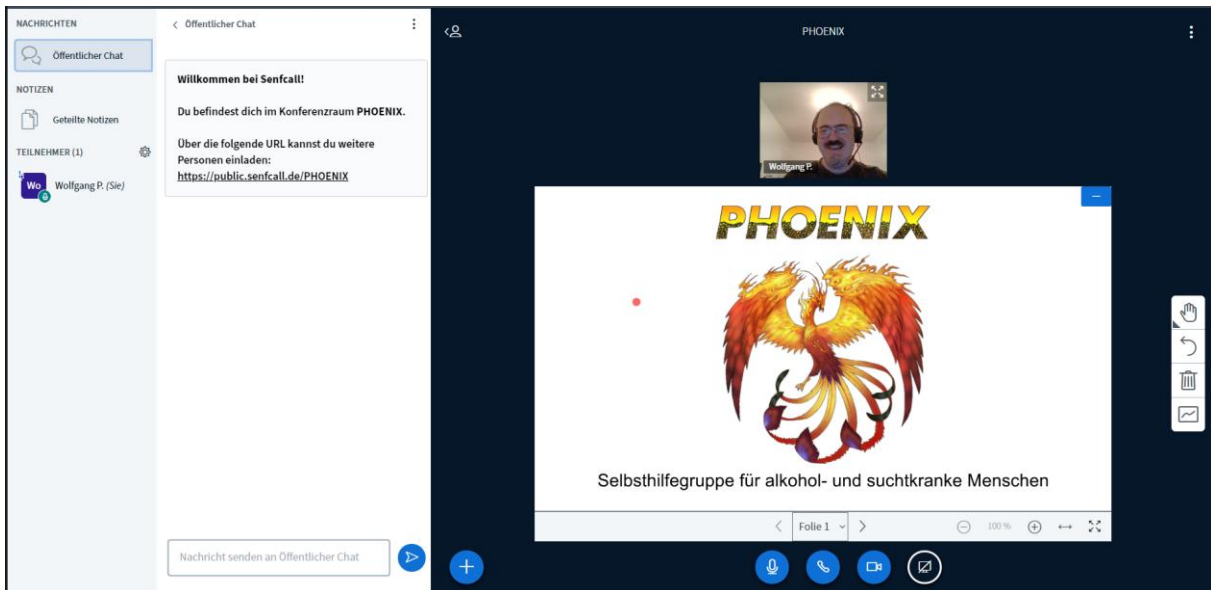 NACHRICHTEN
Öffentlicher Chat
NOTIZEN
Geteilte Notizen
TEILNEHMER (1)
Wo
Wolfgang P. (Sie)
Öffentlicher Chat
Willkommen bei Senfcall!
Du befindest dich im Konferenzraum PHOENIX.
Über die folgende URL kannst du weitere
Personen einladen:
https://public.senfcall.de/PHOENIX
Nachricht senden an Öffentlicher Chat
PHOENIX
Wolfgang P.
PHOENIX
Selbsthilfegruppe für alkohol- und suchtkranke Menschen
Folie 1
100 %